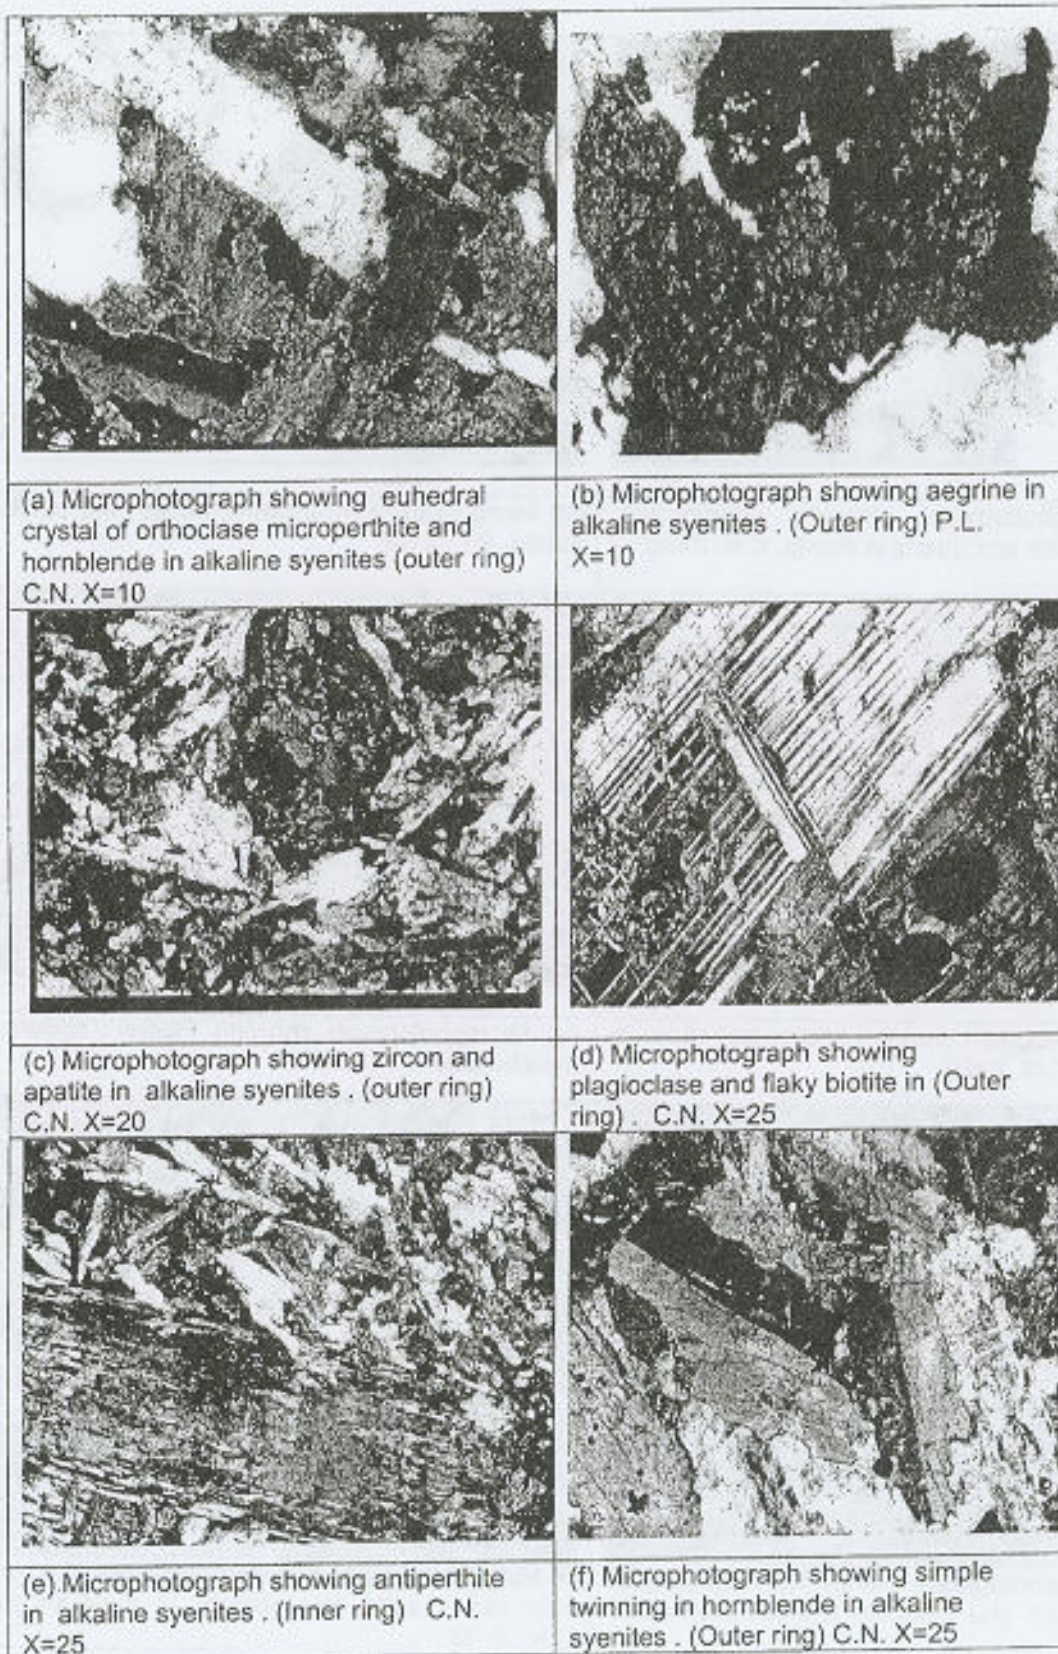 (a) Microphotograph showing euhedral
crystal of orthoclase microperthite and
hornblende in alkaline syenites (outer ring)
C.N. X=10
(b) Microphotograph showing aegrine in
alkaline syenites . (Outer ring) P.L.
X=10
(c) Microphotograph showing zircon and
apatite in alkaline syenites . (outer ring)
C.N. X=20
(d) Microphotograph showing
plagioclase and flaky biotite in (Outer
ring) . C.N. X=25
(e).Microphotograph showing antiperthite
in alkaline syenites . (Inner ring) C.N.
X=25
(f) Microphotograph showing simple
twinning in hornblende in alkaline
syenites . (Outer ring) C.N. X=25